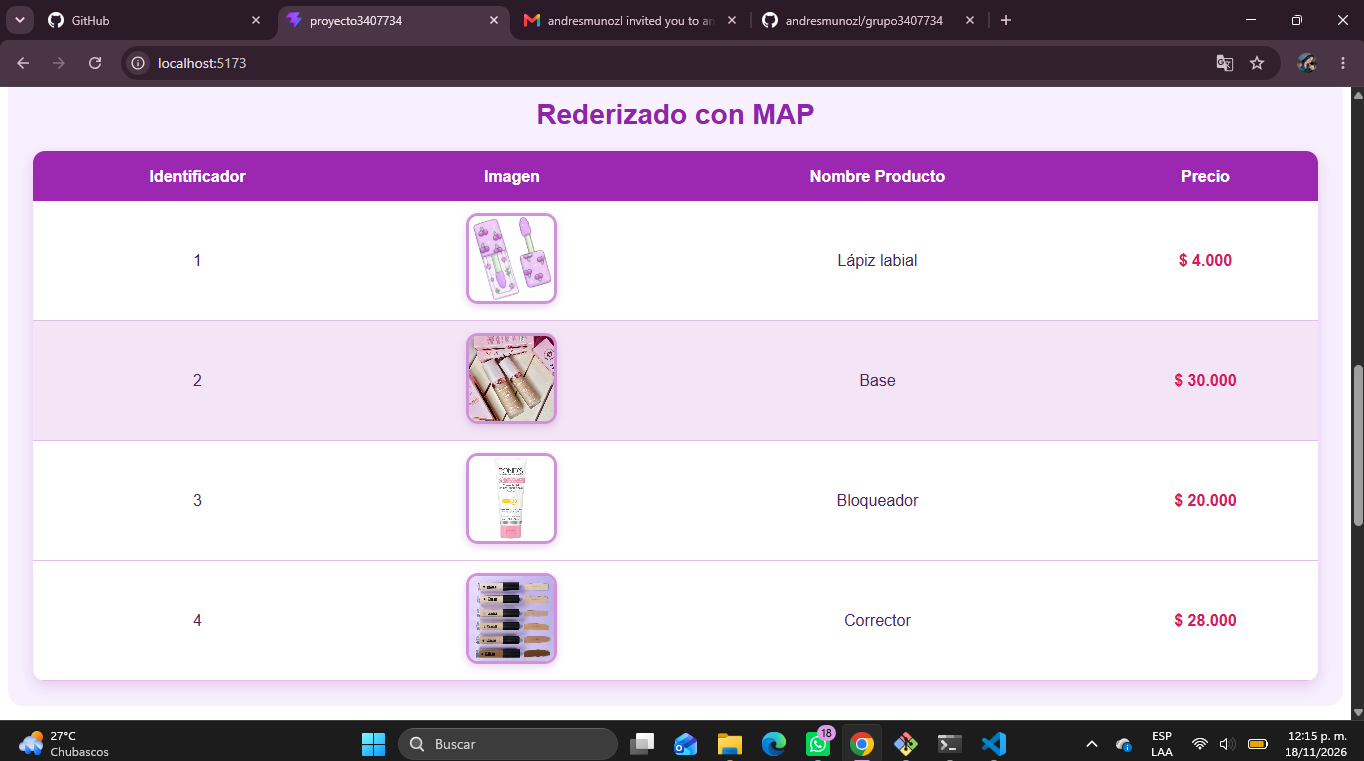 GitHub
proyecto3407734
andresmunozl invited you to an
andresmunozl/grupo3407734
localhost:5173
Rederizado con MAP
Identificador Imagen Nombre Producto Precio
1 Lápiz labial $ 4.000
2 Base $ 30.000
3 POND'S Bloqueador $ 20.000
4 Corrector $ 28.000
27°C
Chubascos
Buscar
18
ESP
LAA
12:15 p. m.
18/11/2026